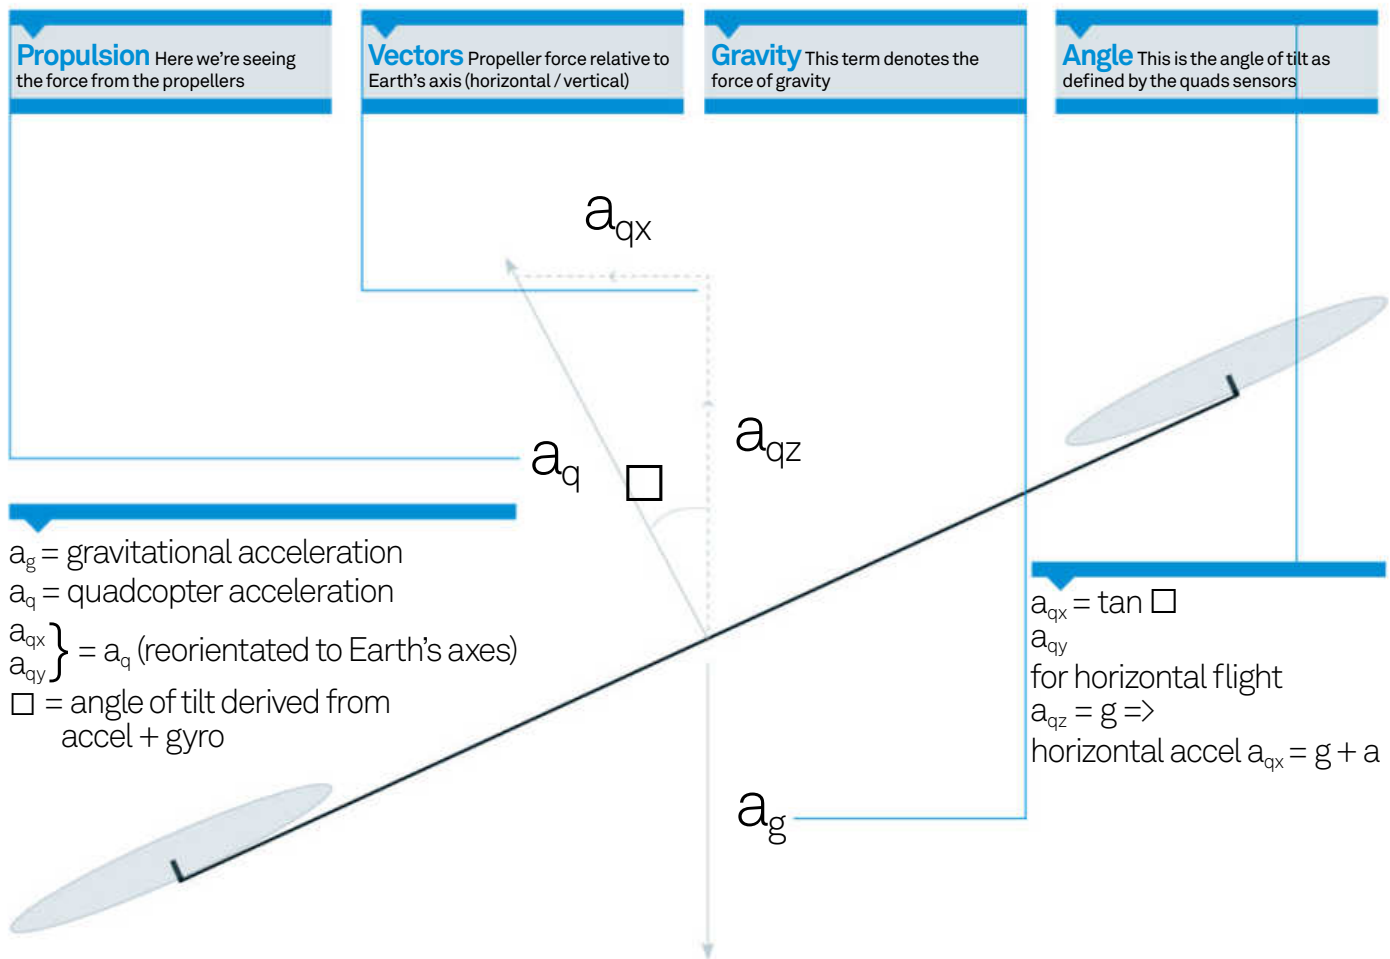 Propulsion Here we're seeing
the force from the propellers
Vectors Propeller force relative to
Earth's axis (horizontal / vertical)
Gravity This term denotes the
force of gravity
Angle This is the angle of tilt as
defined by the quads sensors
aqx
aqz
aq □
ag = gravitational acceleration
aq = quadcopter acceleration
aqx
aqy } = aq (reorientated to Earth's axes)
□ = angle of tilt derived from
accel + gyro
aqx = tan □
aqy
for horizontal flight
aqz = g =>
horizontal accel aqx = g + a
ag